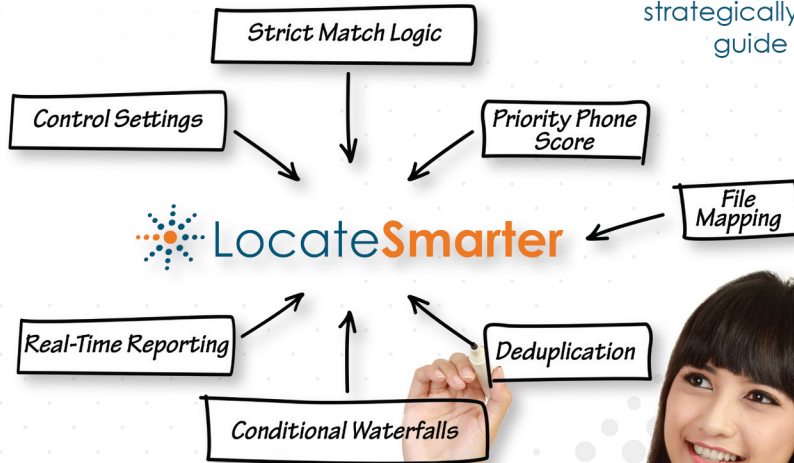 strategically
guide
Strict Match Logic
Control Settings
Priority Phone
Score
File
Mapping
LocateSmarter
Real-Time Reporting
Deduplication
Conditional Waterfalls